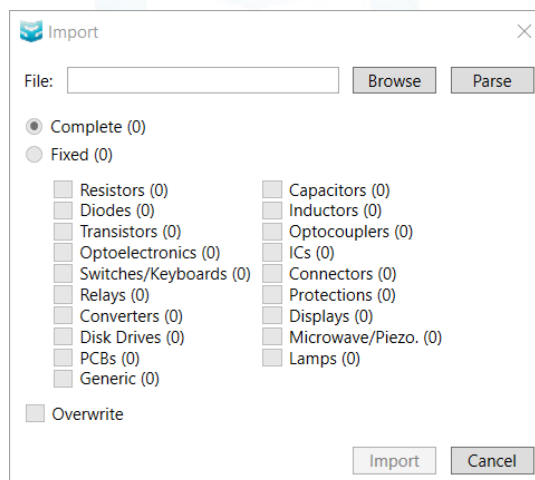 Import
File: Browse Parse
Complete (0)
Fixed (0)
Resistors (0) Capacitors (0)
Diodes (0) Inductors (0)
Transistors (0) Optocouplers (0)
Optoelectronics (0) ICs (0)
Switches/Keyboards (0) Connectors (0)
Relays (0) Protections (0)
Converters (0) Displays (0)
Disk Drives (0) Microwave/Piezo. (0)
PCBs (0) Lamps (0)
Generic (0)
Overwrite
Import Cancel